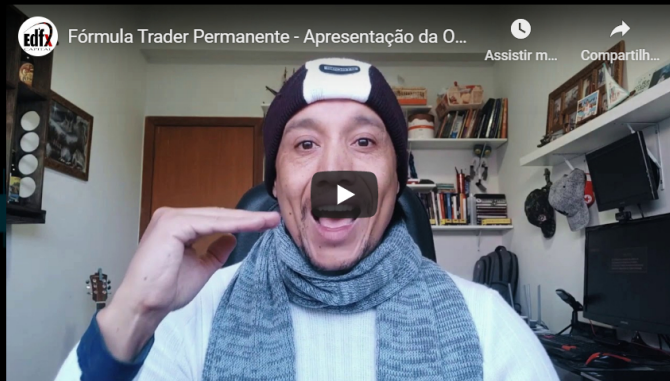 Edfx
CAPITAL
Fórmula Trader Permanente - Apresentação da O...
Assistir m...
Compartilh...